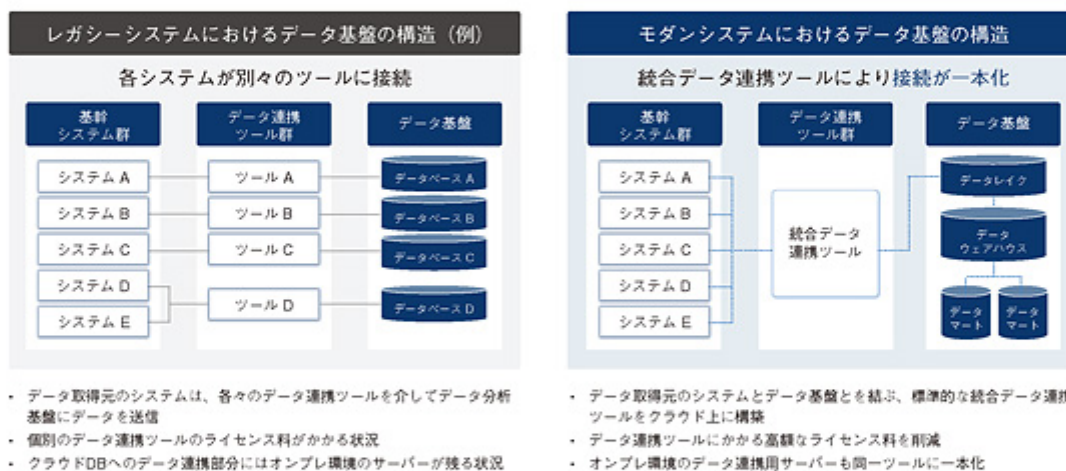 レガシーシステムにおけるデータ基盤の構造（例）
各システムが別々のツールに接続
基幹
システム群
データ連携
ツール群
データ基盤
システム A
ツール A
データベース A
システム B
ツール B
データベース B
システム C
ツール C
データベース C
システム D
システム E
ツール D
データベース D
・ データ取得元のシステムは、各々のデータ連携ツールを介してデータ分析
基盤にデータを送信
・ 個別のデータ連携ツールのライセンス料がかかる状況
・ クラウドDBへのデータ連携部分にはオンプレ環境のサーバーが残る状況
モダンシステムにおけるデータ基盤の構造
統合データ連携ツールにより接続が一本化
基幹
システム群
データ連携
ツール群
データ基盤
システム A
システム B
システム C
システム D
システム E
統合データ
連携ツール
データレイク
データ
ウェアハウス
データ
マート
データ
マート
・ データ取得元のシステムとデータ基盤とを結ぶ、標準的な統合データ連携
ツールをクラウド上に構築
・ データ連携ツールにかかる高額なライセンス料を削減
・ オンプレ環境のデータ連携用サーバーも同一ツールに一本化